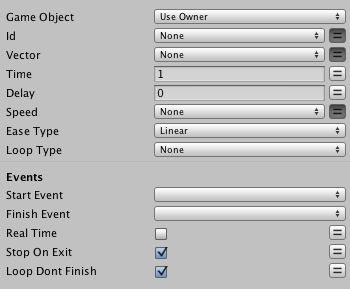 Game Object Use Owner
Id None
Vector None
Time 1
Delay 0
Speed None
Ease Type Linear
Loop Type None
Events
Start Event
Finish Event
Real Time
Stop On Exit
Loop Dont Finish